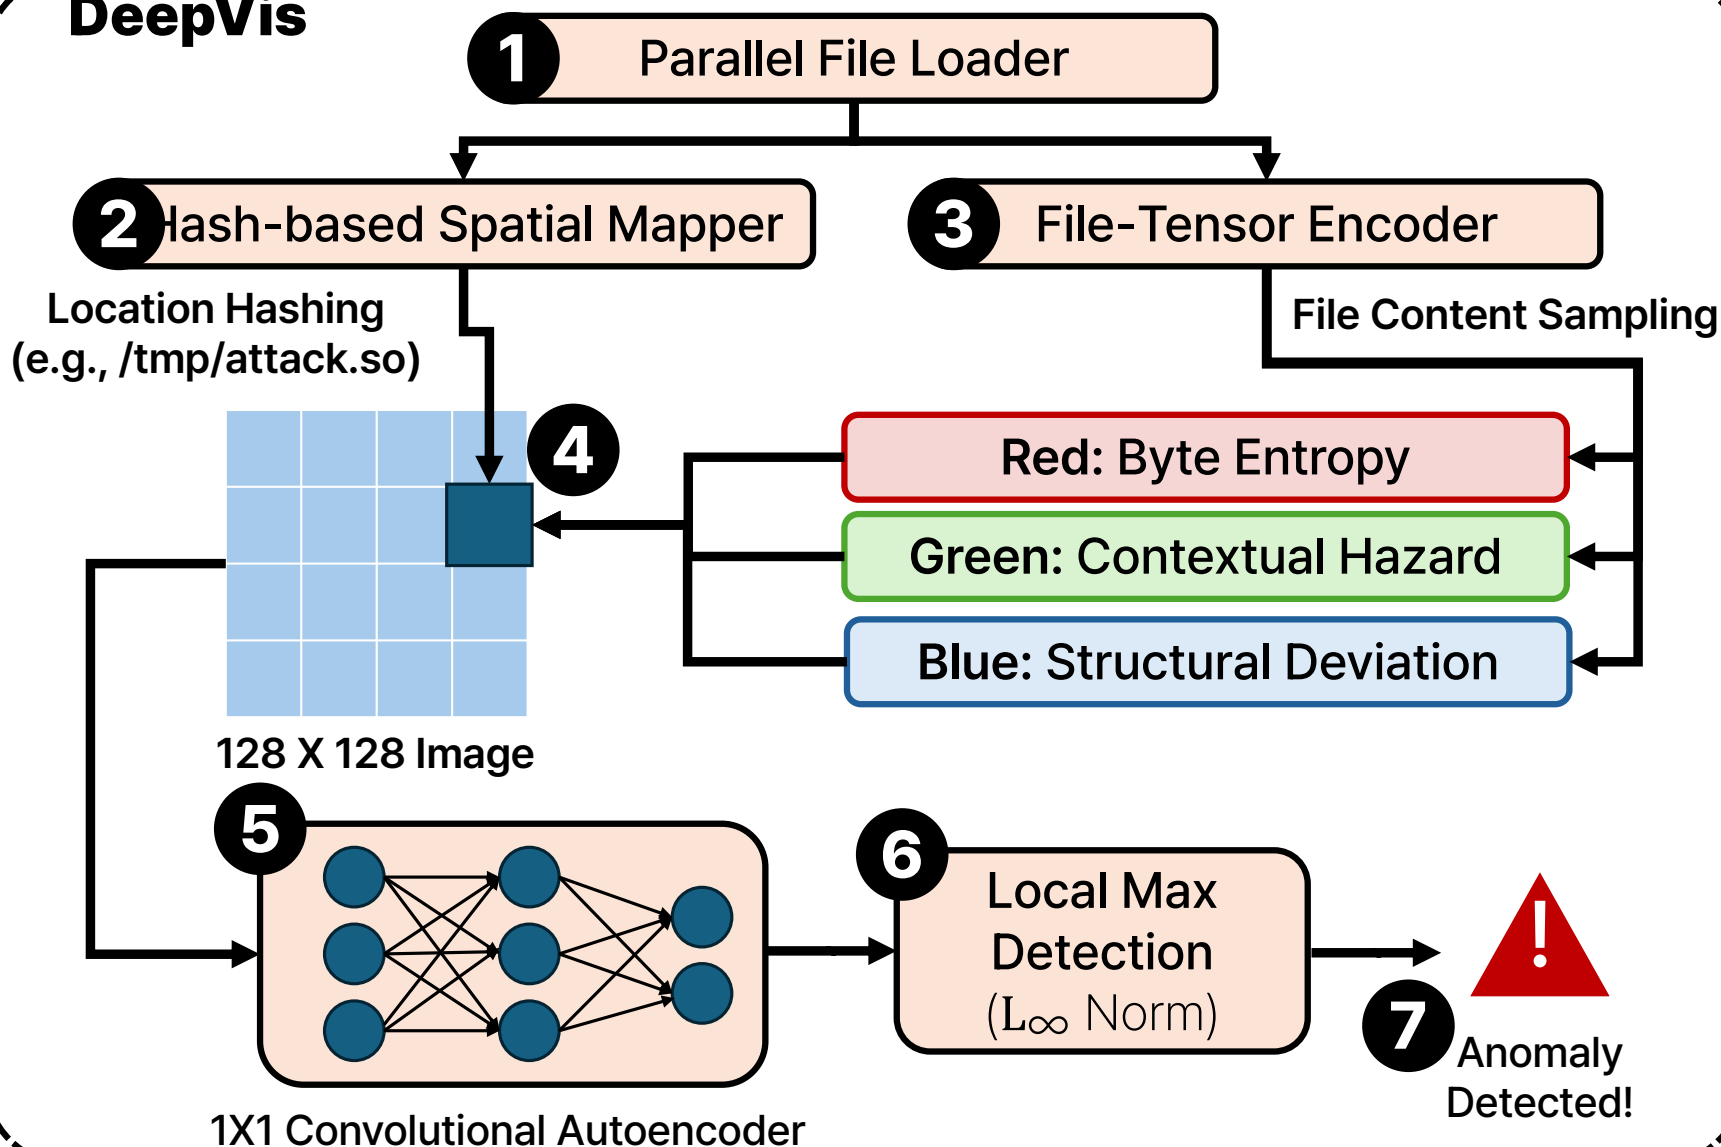 DeepVis
1 Parallel File Loader
2 Hash-based Spatial Mapper
3 File-Tensor Encoder
Location Hashing
(e.g., /tmp/attack.so)
File Content Sampling
4
Red: Byte Entropy
Green: Contextual Hazard
Blue: Structural Deviation
128 X 128 Image
5
6
Local Max
Detection
(L∞ Norm)
!
7
Anomaly
Detected!
1X1 Convolutional Autoencoder